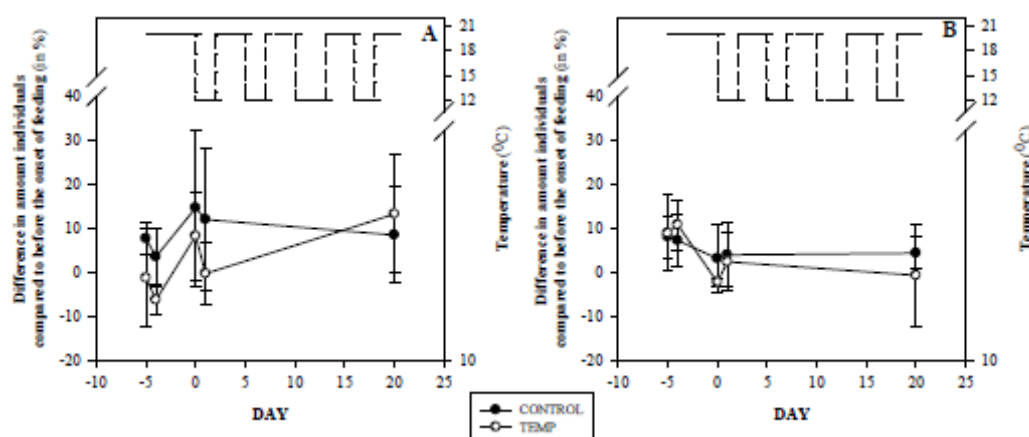 A
B
Difference in amount individuals
compared to before the onset of feeding (in %)
40
30
20
10
0
-10
-20
21
18
15
12
10
Temperature (⁰C)
-10 -5 0 5 10 15 20 25
DAY
Difference in amount individuals
compared to before the onset of feeding (in %)
40
30
20
10
0
-10
-20
21
18
15
12
10
Temperature (⁰C)
-10 -5 0 5 10 15 20 25
DAY
CONTROL
TEMP